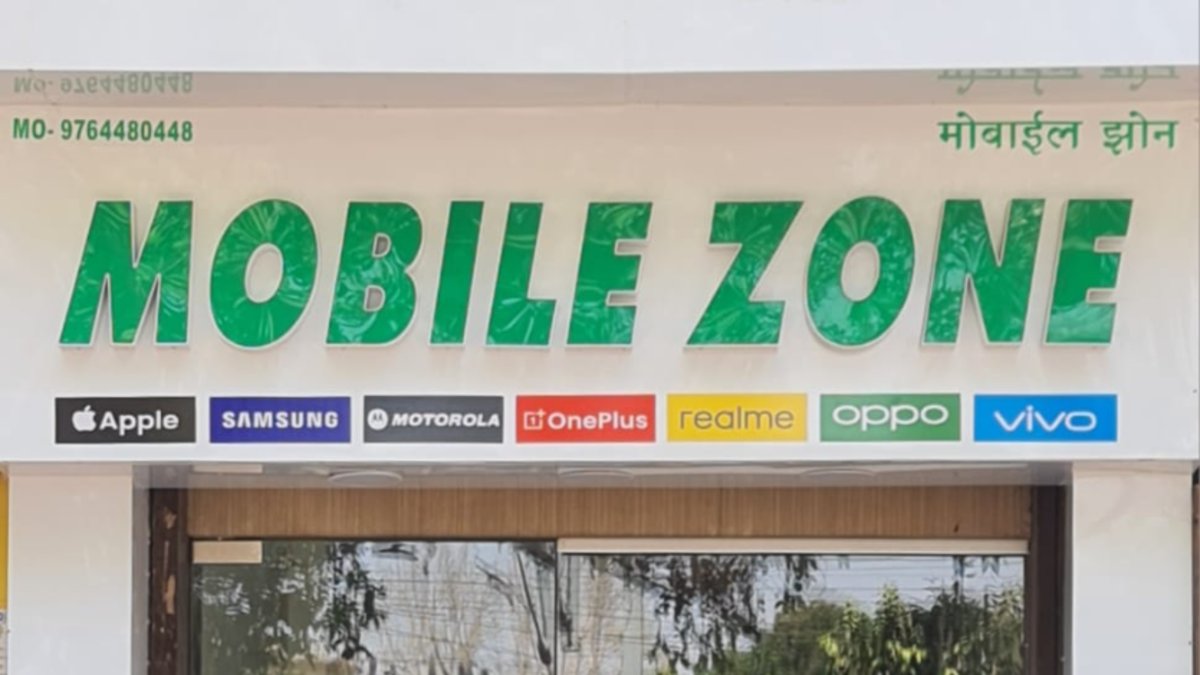 MO- 9764480448
मोबाईल झोन
MOBILE ZONE
Apple SAMSUNG MOTOROLA OnePlus realme oppo vivo